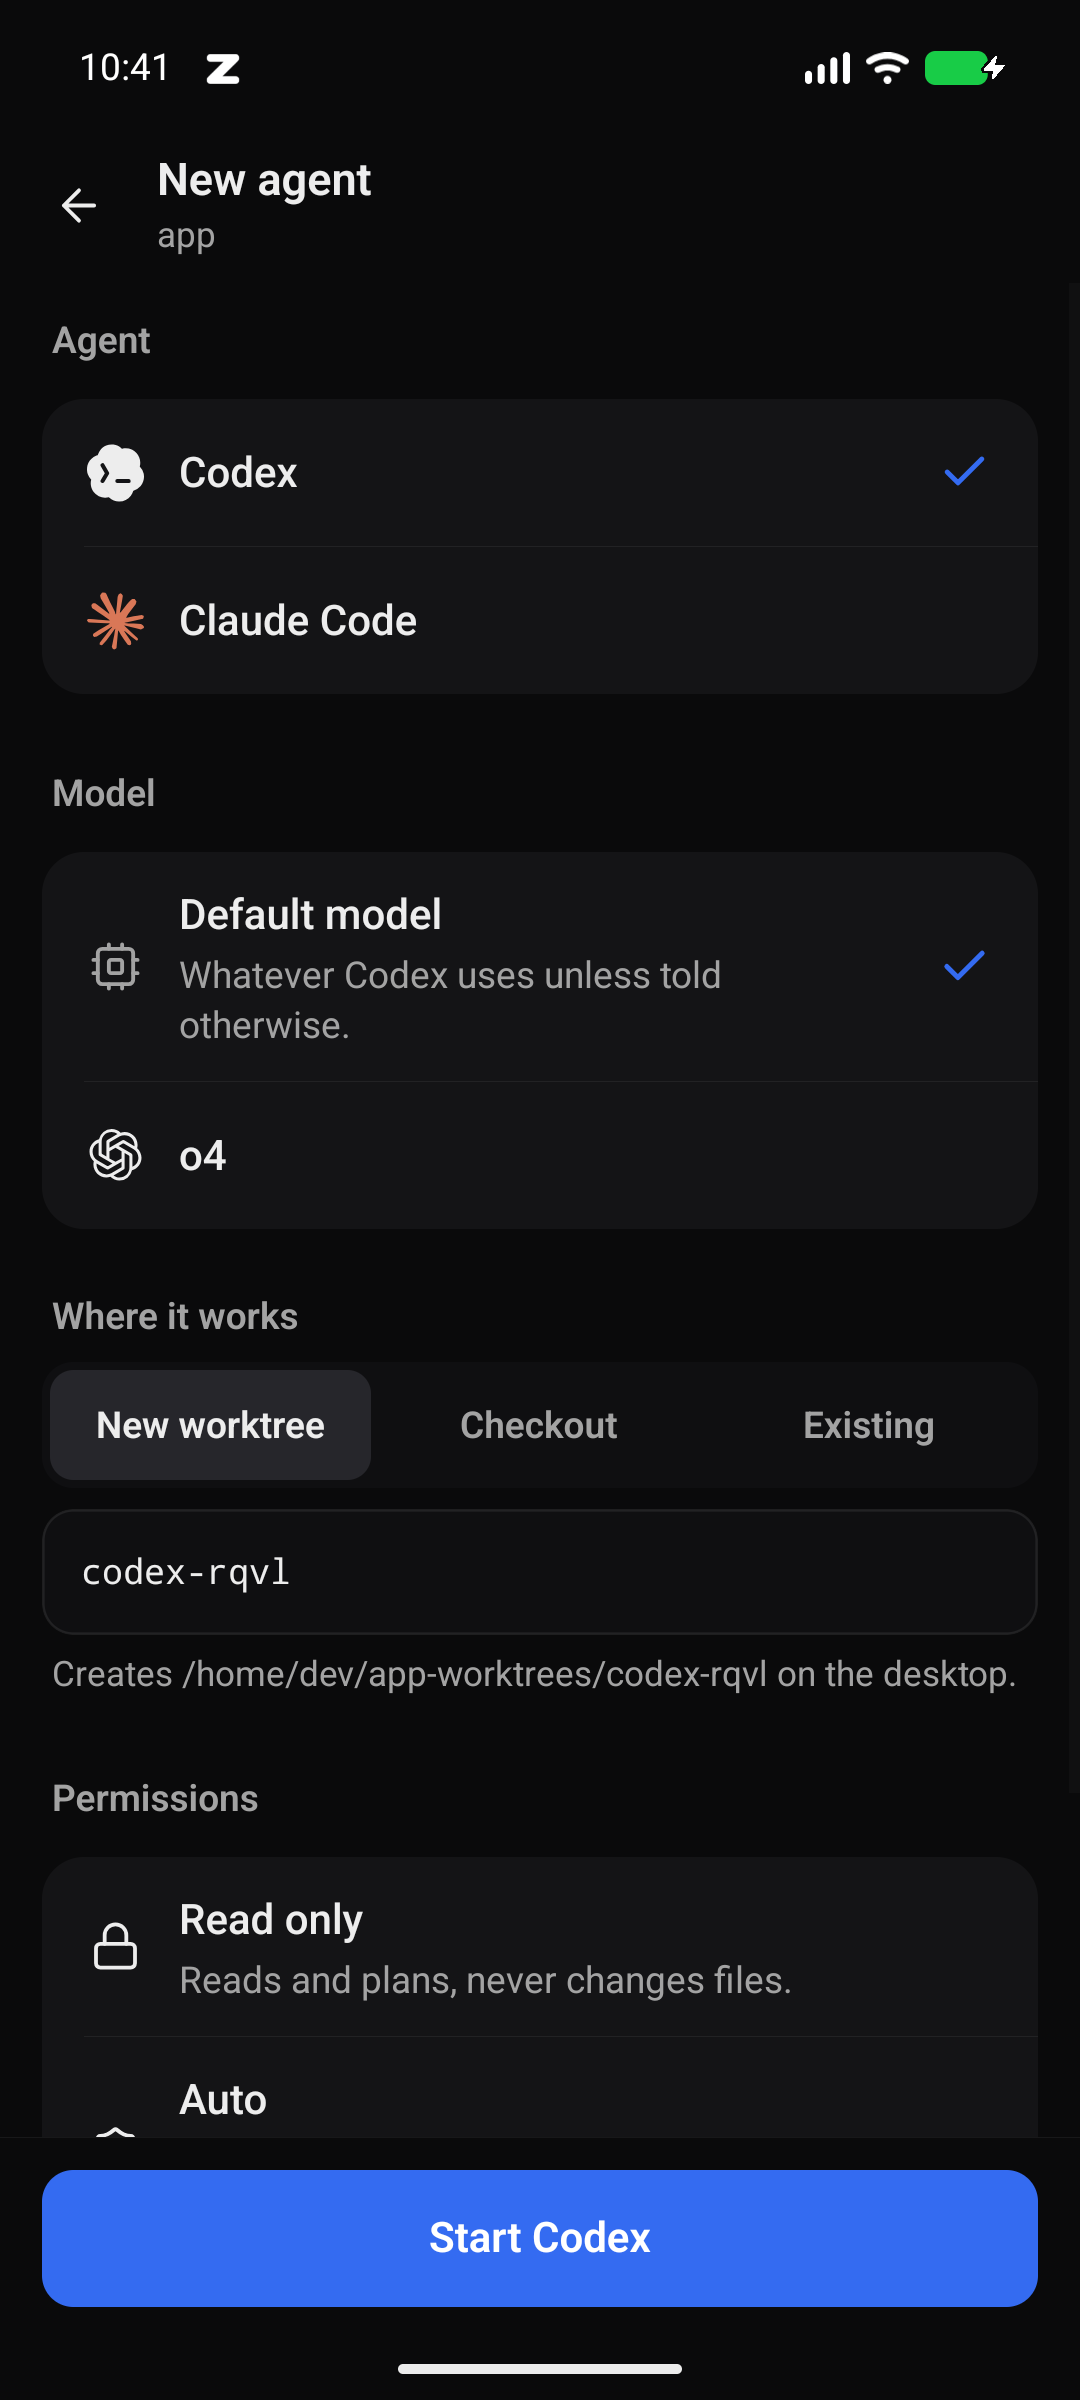 10:41
New agent
app
Agent
Codex
Claude Code
Model
Default model
Whatever Codex uses unless told
otherwise.
o4
Where it works
New worktree
Checkout
Existing
codex-rqvl
Creates /home/dev/app-worktrees/codex-rqvl on the desktop.
Permissions
Read only
Reads and plans, never changes files.
Auto
Start Codex